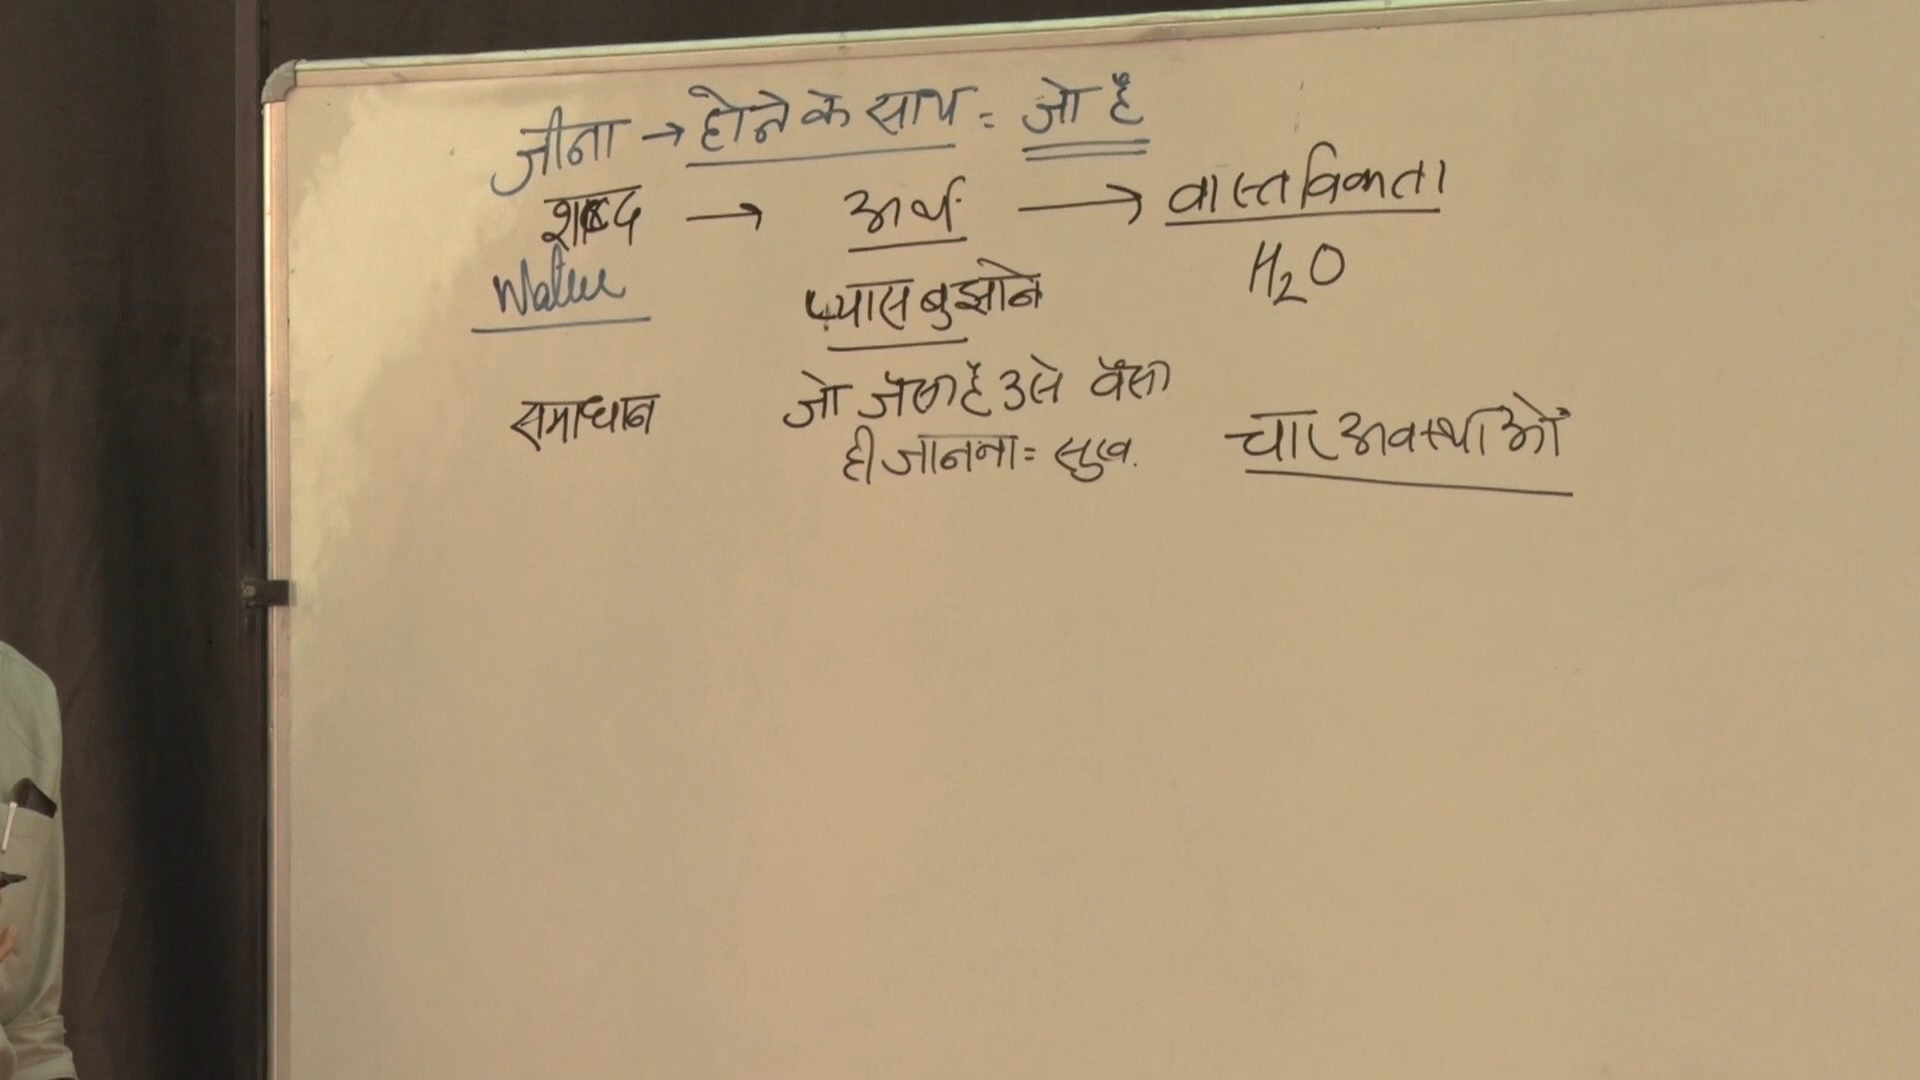 जीना → होने के साथ = जो है
शब्द → अर्थ → वास्तविकता
Water प्यास बुझाने H₂O
समाधान जो जैसा है उसे वैसा ही जानना = सुख. चार अवस्थाओं